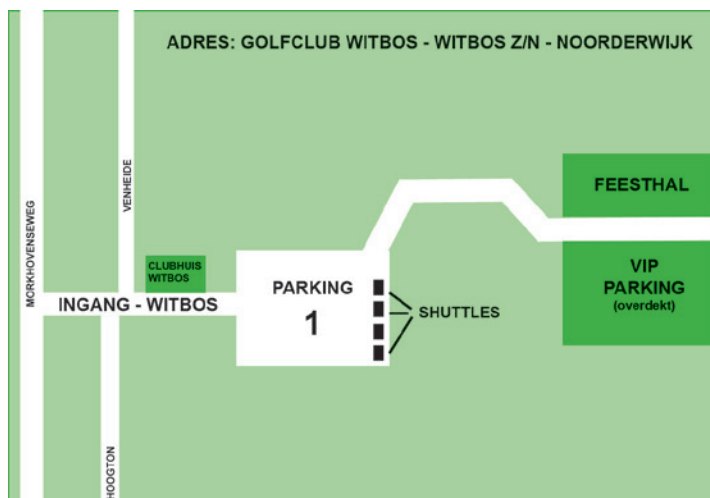 ADRES: GOLFCLUB WITBOS - WITBOS Z/N - NOORDERWIJK
MORKHOVENSEWEG
VENHEIDE
FEESTHAL
CLUBHUIS
WITBOS
VIP
PARKING
(overdekt)
INGANG - WITBOS
PARKING
1
SHUTTLES
HOOGTON